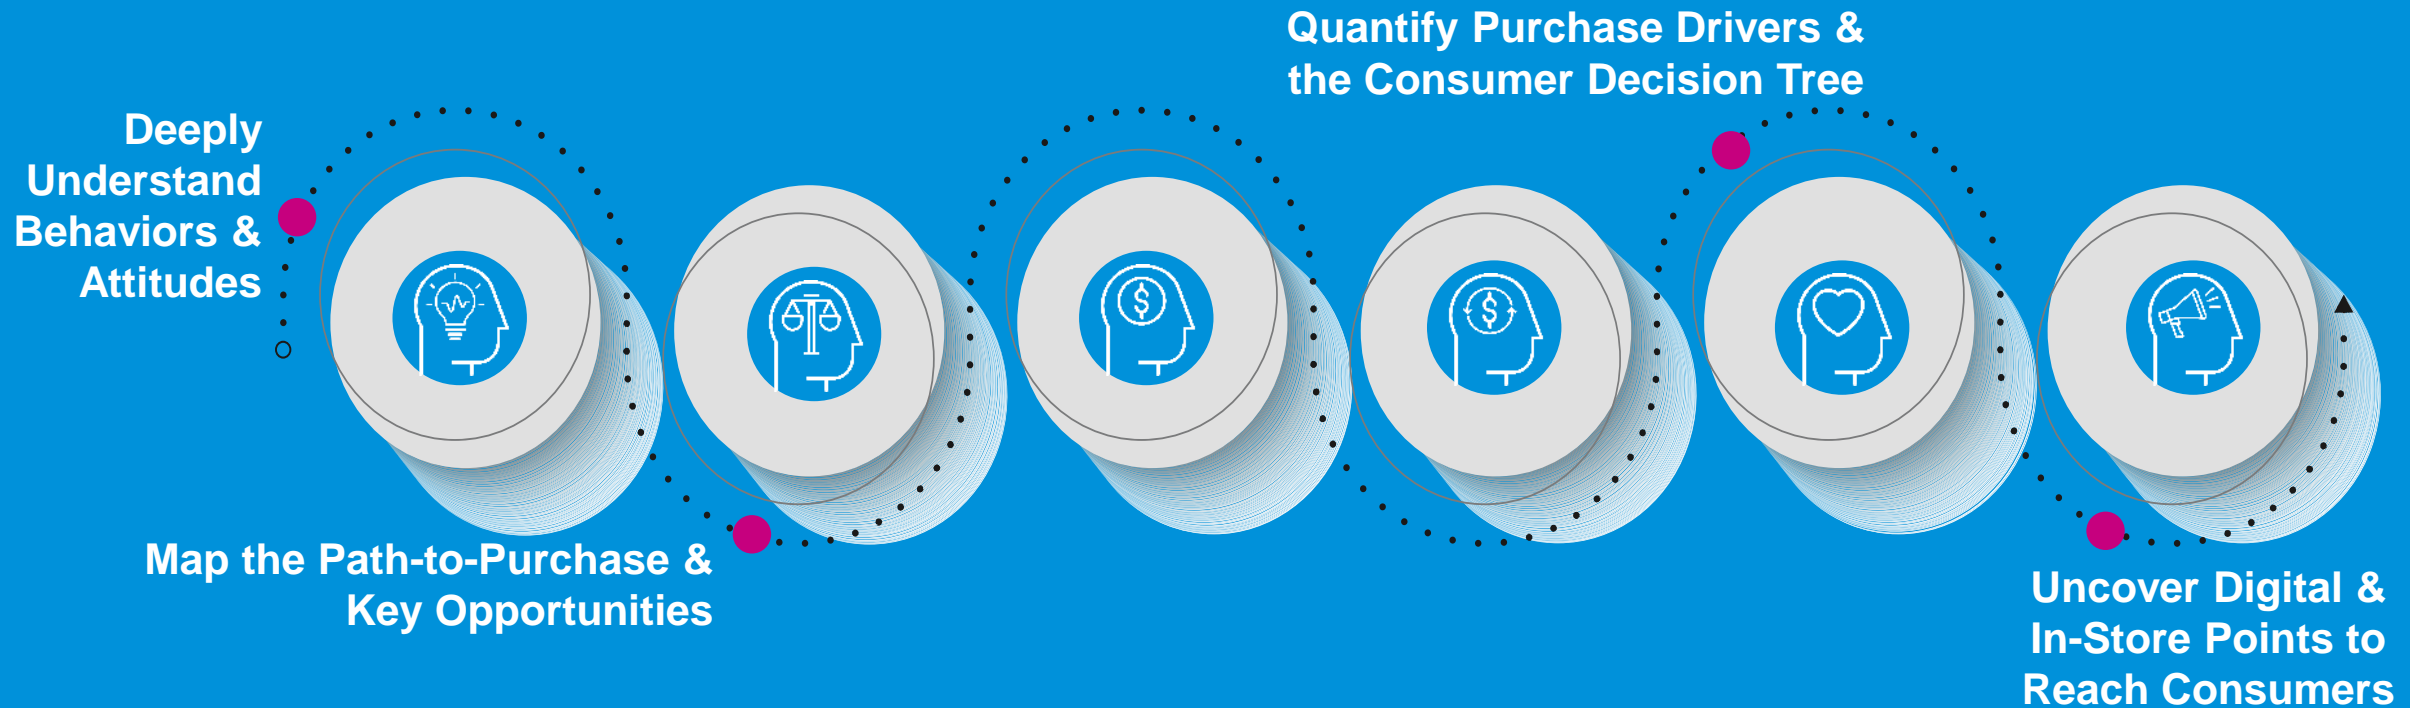 Deeply
Understand
Behaviors &
Attitudes
Map the Path-to-Purchase &
Key Opportunities
Quantify Purchase Drivers &
the Consumer Decision Tree
Uncover Digital &
In-Store Points to
Reach Consumers